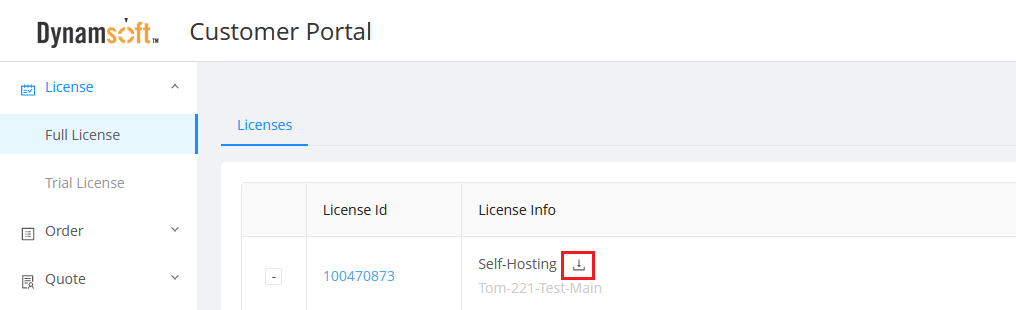 Dynamsoft™ Customer Portal
License
Full License
Trial License
Order
Quote
Licenses
License Id License Info
- 100470873 Self-Hosting
Tom-221-Test-Main